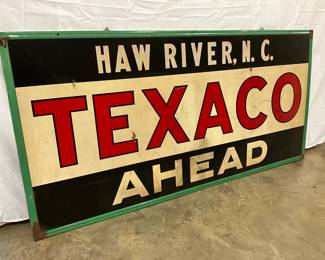 HAW RIVER, N. C.
TEXACO
AHEAD